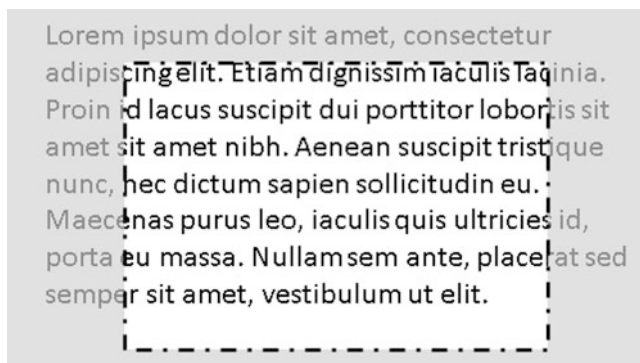 Lorem ipsum dolor sit amet, consectetur
adipiscing elit. Etiam dignissim iaculis lacinia.
Proin id lacus suscipit dui porttitor lobortis sit
amet sit amet nibh. Aenean suscipit tristique
nunc, nec dictum sapien sollicitudin eu.
Maecenas purus leo, iaculis quis ultricies id,
porta eu massa. Nullam sem ante, placerat sed
semper sit amet, vestibulum ut elit.